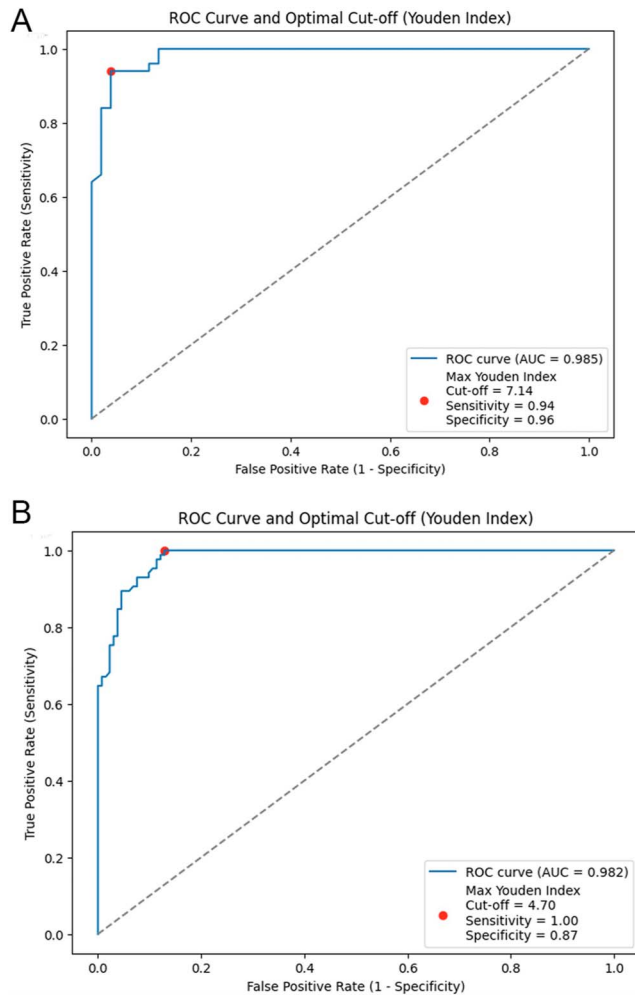 A
ROC Curve and Optimal Cut-off (Youden Index)
True Positive Rate (Sensitivity)
1.0
0.8
0.6
0.4
0.2
0.0
ROC curve (AUC = 0.985)
Max Youden Index
Cut-off = 7.14
Sensitivity = 0.94
Specificity = 0.96
0.0 0.2 0.4 0.6 0.8 1.0
False Positive Rate (1 - Specificity)
B
ROC Curve and Optimal Cut-off (Youden Index)
True Positive Rate (Sensitivity)
1.0
0.8
0.6
0.4
0.2
0.0
ROC curve (AUC = 0.982)
Max Youden Index
Cut-off = 4.70
Sensitivity = 1.00
Specificity = 0.87
0.0 0.2 0.4 0.6 0.8 1.0
False Positive Rate (1 - Specificity)